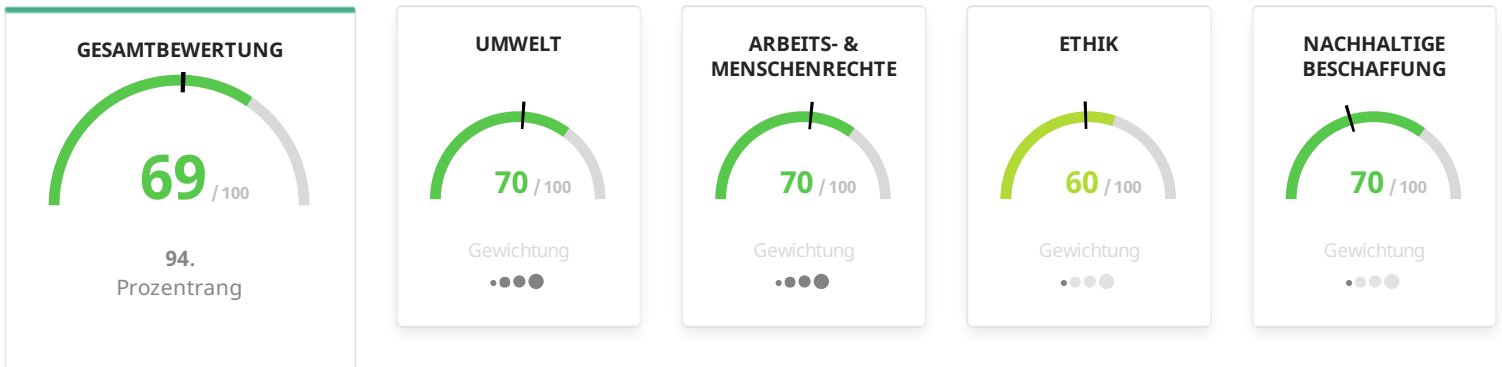 GESAMTBEWERTUNG
69 / 100
94.
Prozentrang
UMWELT
70 / 100
Gewichtung
ARBEITS- &
MENSCHENRECHTE
70 / 100
Gewichtung
ETHIK
60 / 100
Gewichtung
NACHHALTIGE
BESCHAFFUNG
70 / 100
Gewichtung